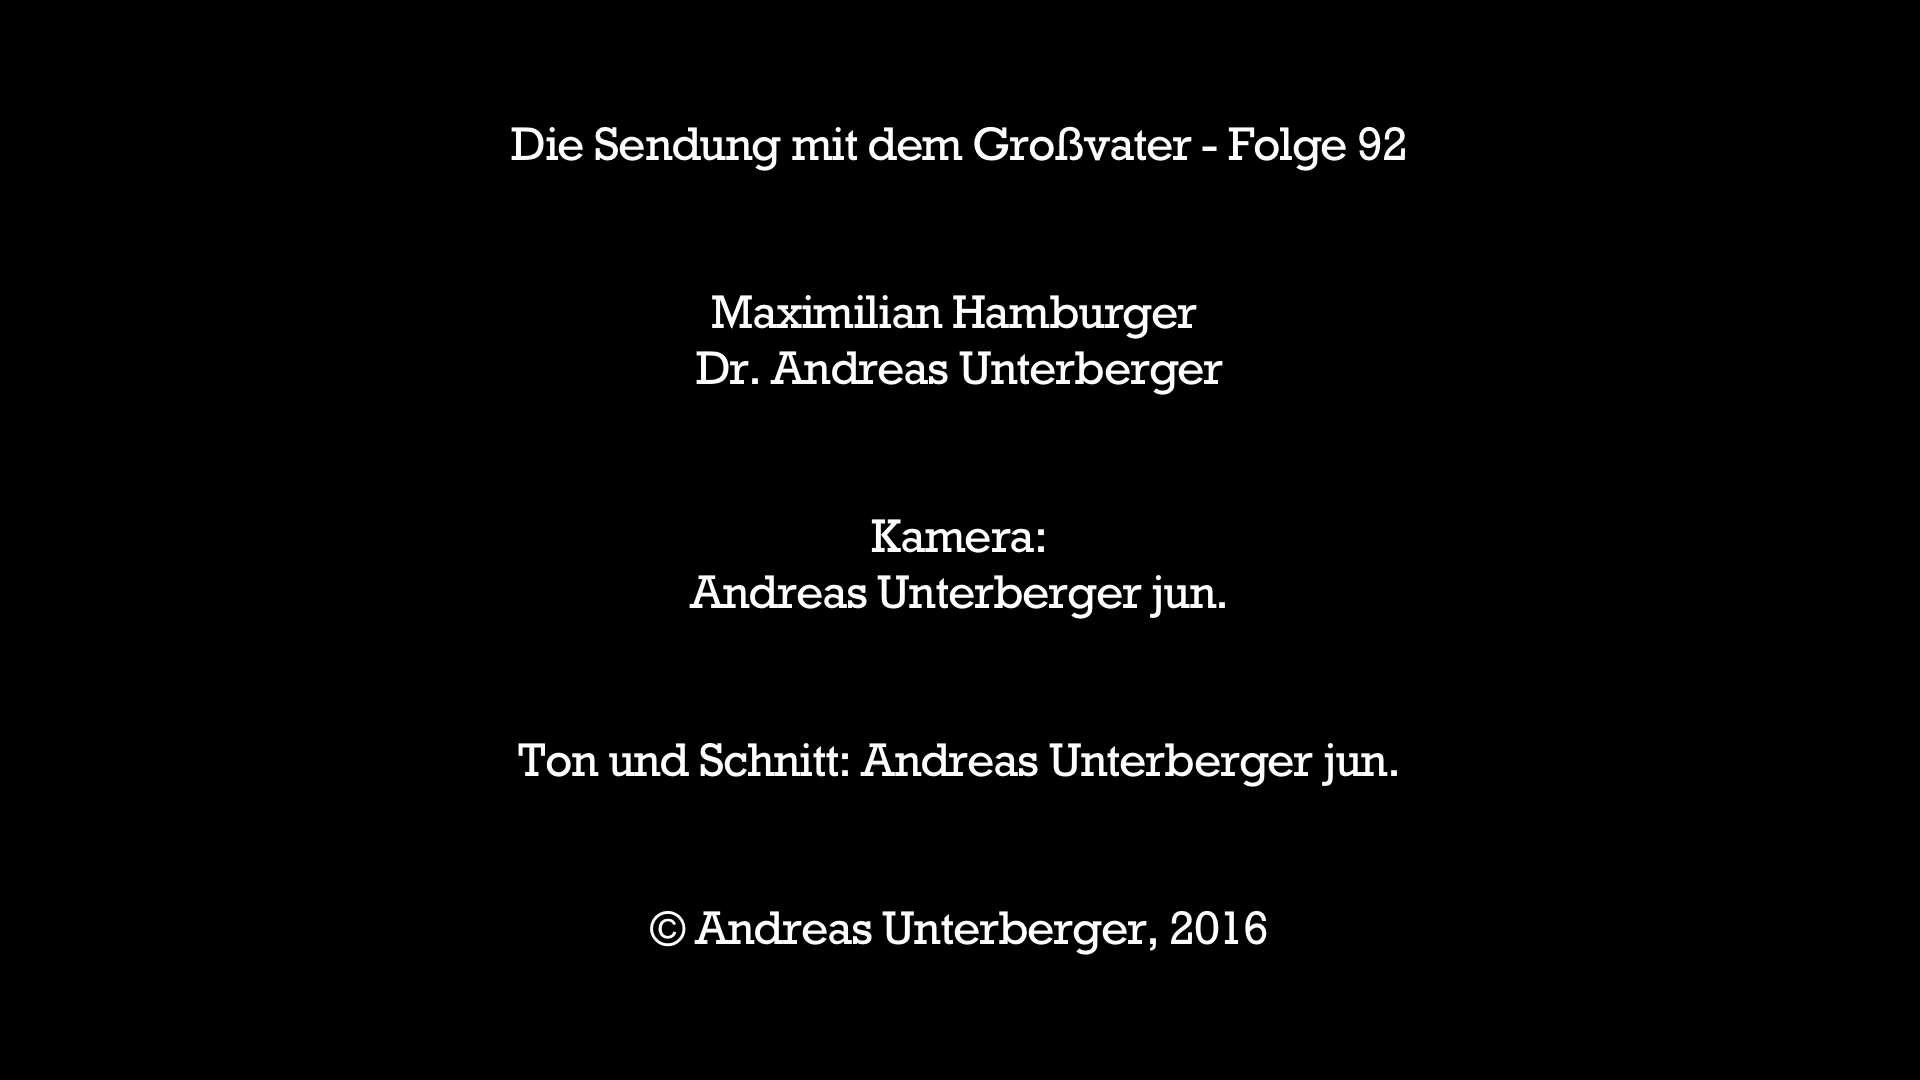 Die Sendung mit dem Großvater - Folge 92
Maximilian Hamburger
Dr. Andreas Unterberger
Kamera:
Andreas Unterberger jun.
Ton und Schnitt: Andreas Unterberger jun.
© Andreas Unterberger, 2016